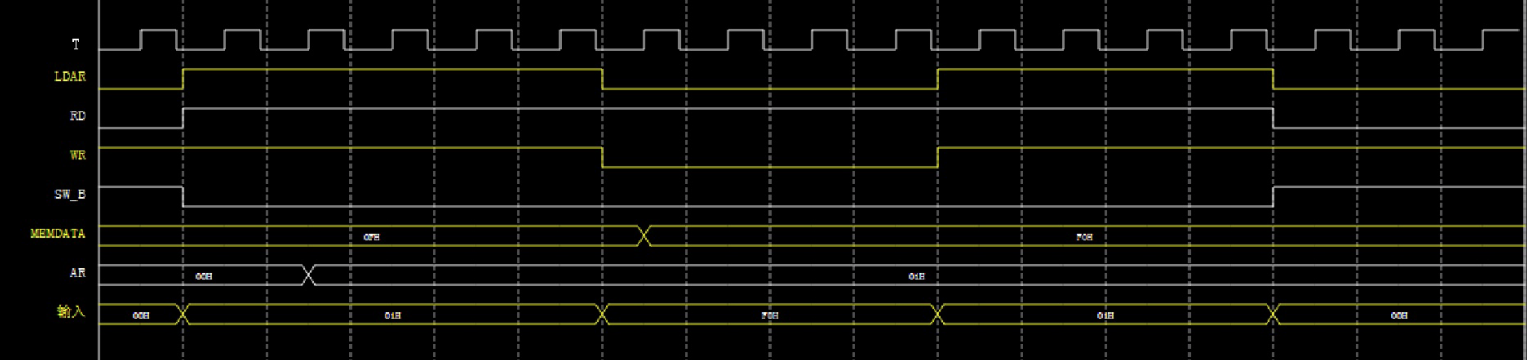 T
LDAR
RD
WR
SW_B
MEMDATA 0FH F0H
AR 00H 01H
输入 00H 01H F0H 01H 00H